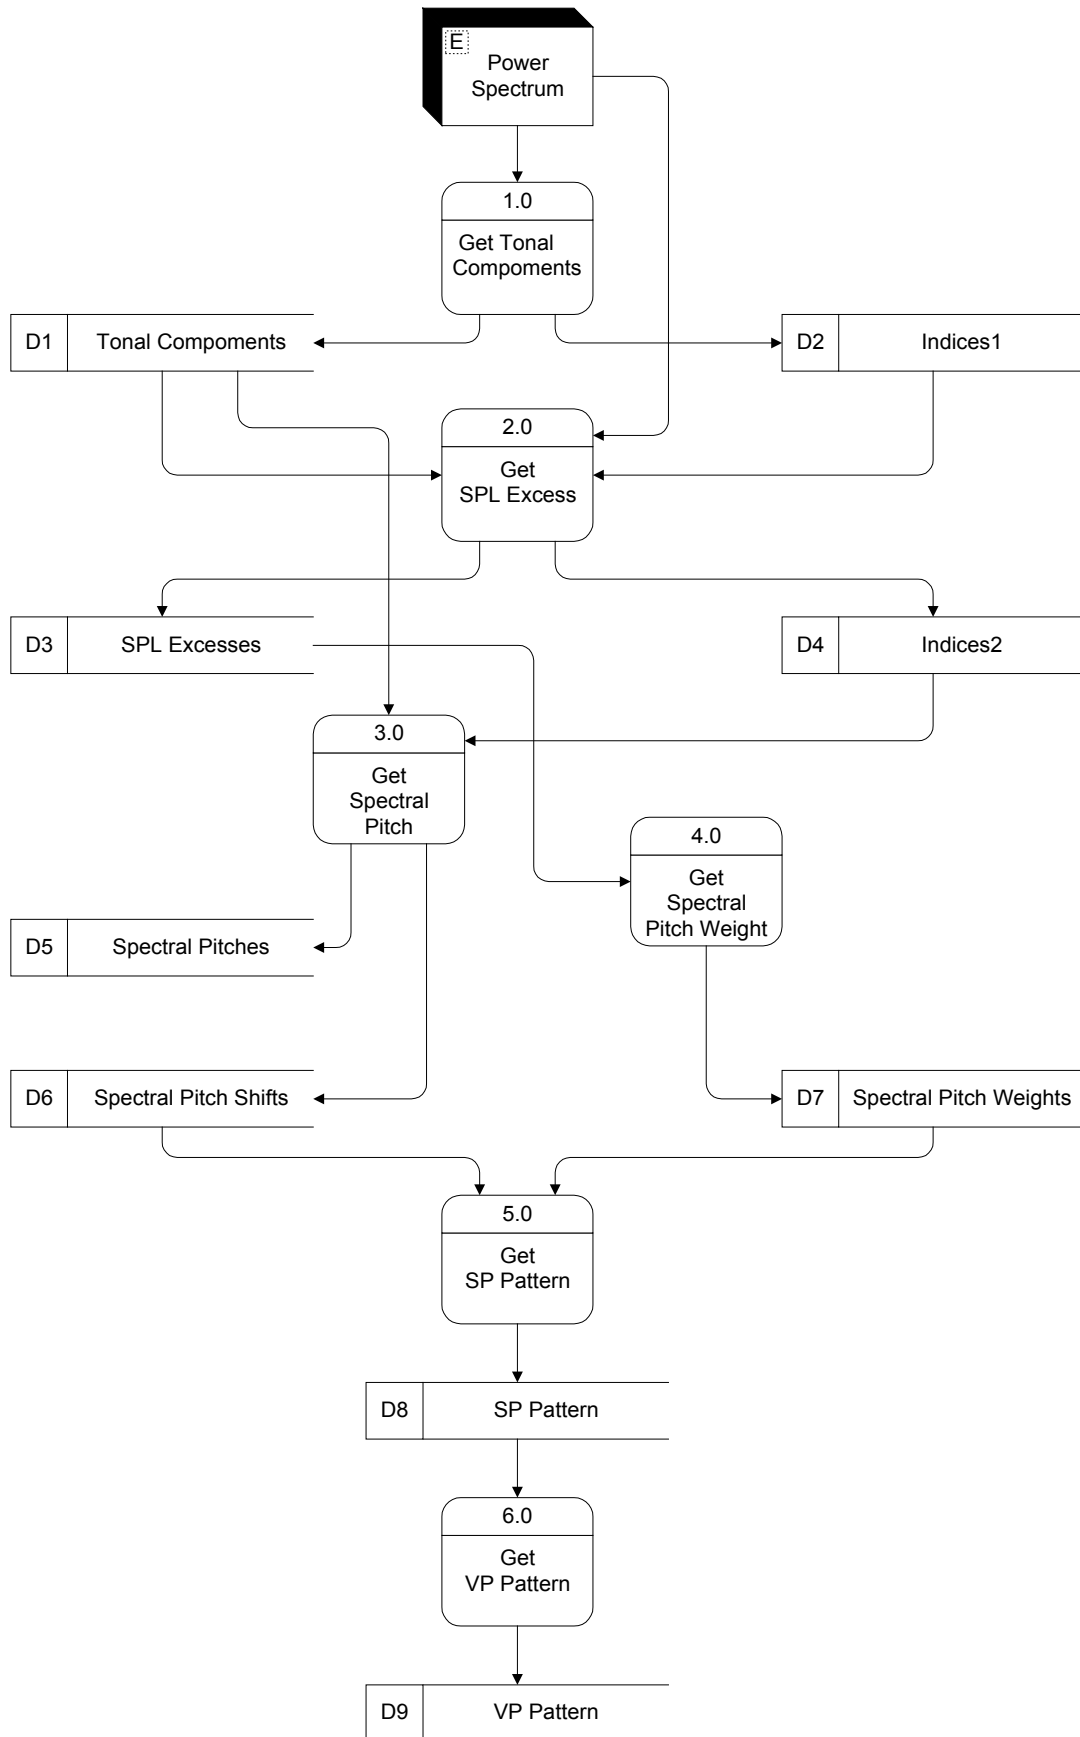 E
Power
Spectrum
1.0
Get Tonal
Compoments
D1
Tonal Compoments
D2
Indices1
2.0
Get
SPL Excess
D3
SPL Excesses
D4
Indices2
3.0
Get
Spectral
Pitch
4.0
Get
Spectral
Pitch Weight
D5
Spectral Pitches
D6
Spectral Pitch Shifts
D7
Spectral Pitch Weights
5.0
Get
SP Pattern
D8
SP Pattern
6.0
Get
VP Pattern
D9
VP Pattern